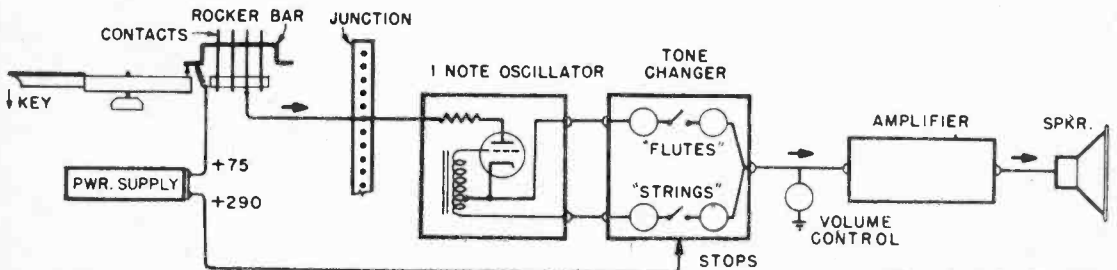 ROCKER BAR
CONTACTS
JUNCTION
KEY
1 NOTE OSCILLATOR
TONE
CHANGER
"FLUTES"
"STRINGS"
AMPLIFIER
SPKR.
+75
PWR. SUPPLY
+290
VOLUME
CONTROL
STOPS